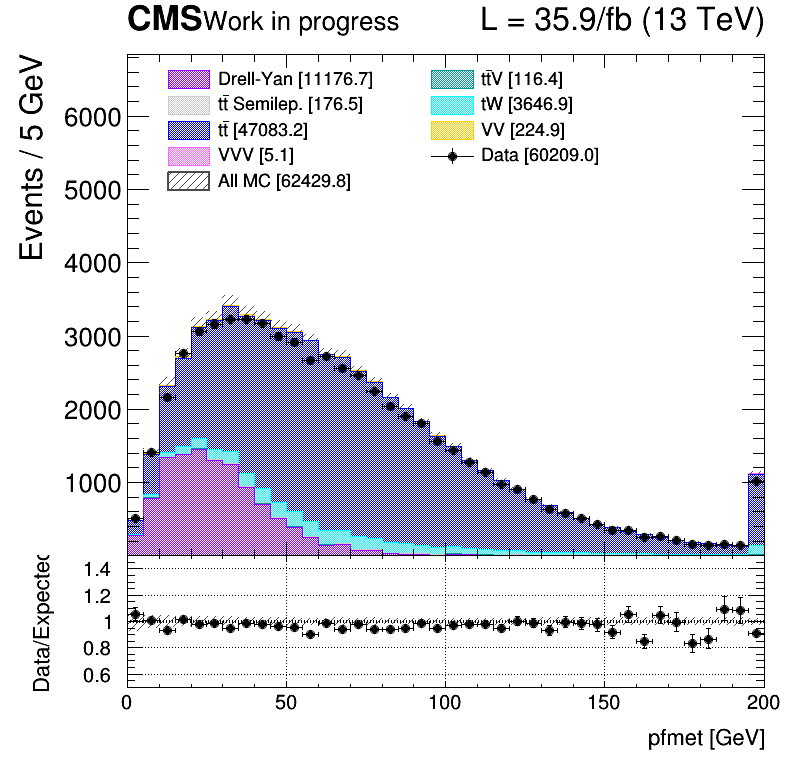 CMS Work in progress L = 35.9/fb (13 TeV)
Events / 5 GeV
6000
5000
4000
3000
2000
1000
Drell-Yan [11176.7]
tt̄ Semilep. [176.5]
tt̄ [47083.2]
VVV [5.1]
All MC [62429.8]
tt̄V [116.4]
tW [3646.9]
VV [224.9]
Data [60209.0]
Data/Expected
1.4
1.2
1
0.8
0.6
0 50 100 150 200
pfmet [GeV]